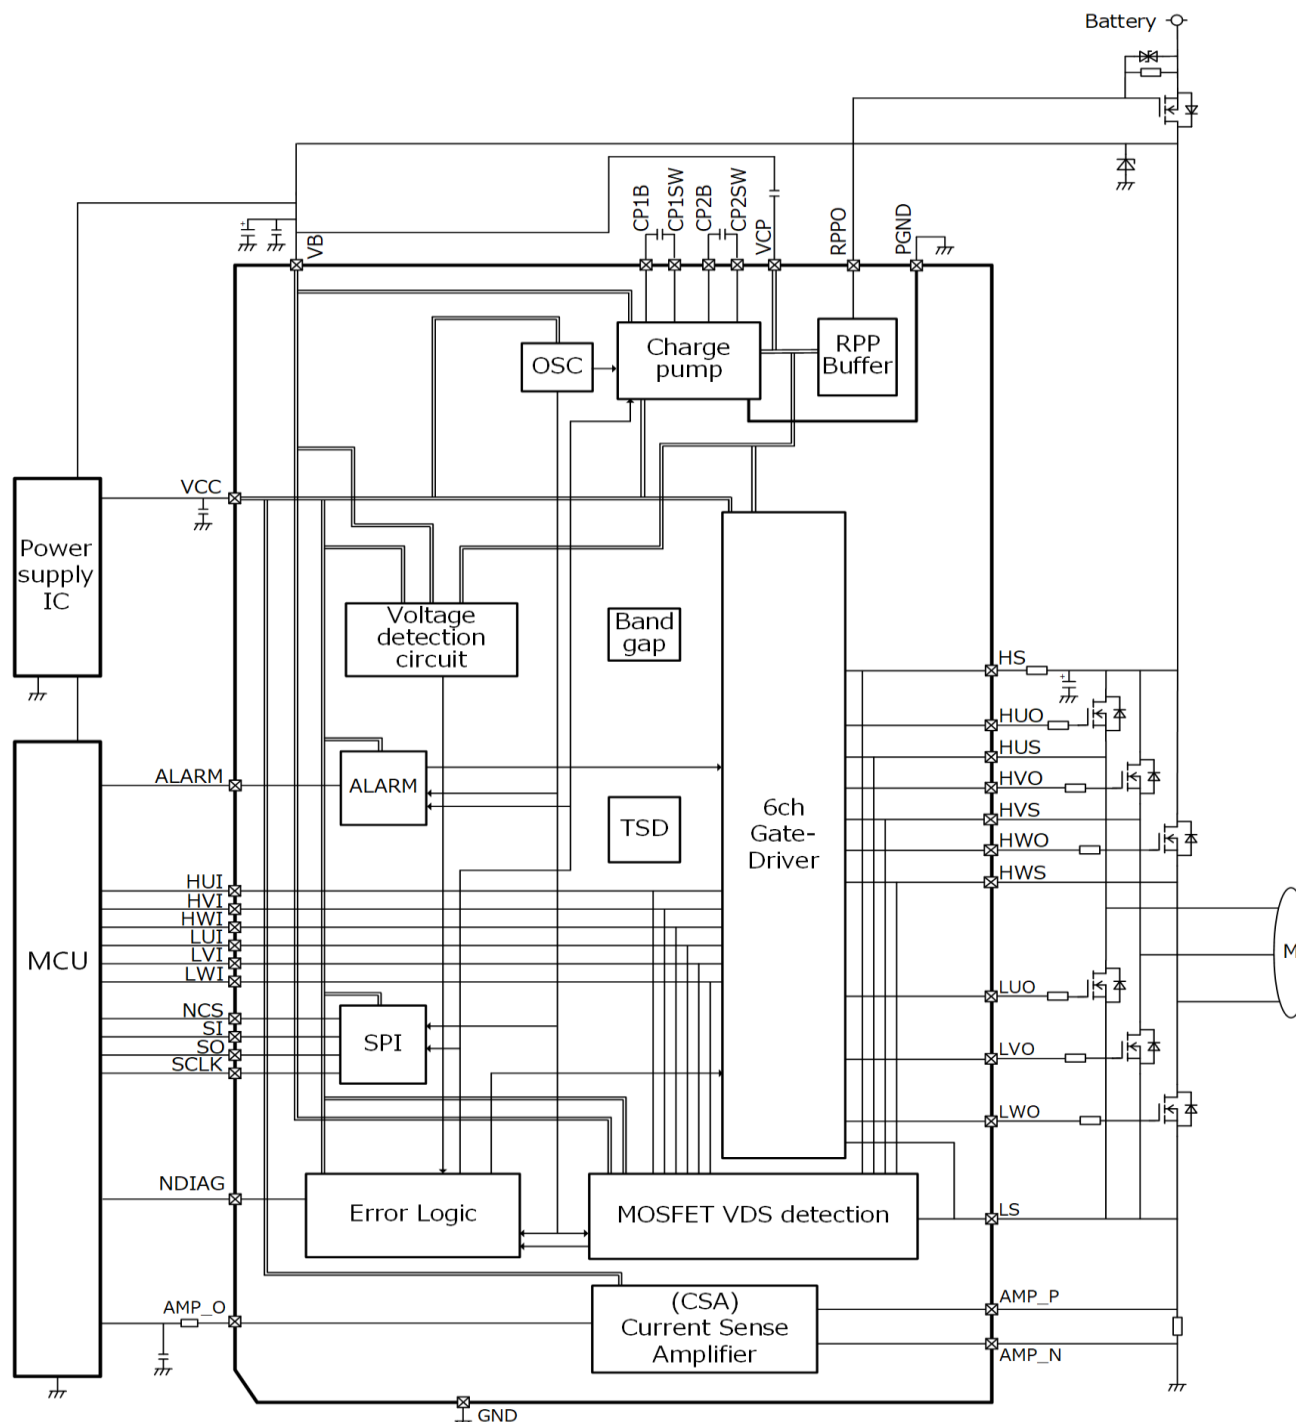 Battery
CP1B
CP1SW
CP2B
CP2SW
VCP
RPPO
PGND
VB
OSC
Charge
pump
RPP
Buffer
VCC
Power
supply
IC
Voltage
detection
circuit
Band
gap
HS
HUO
HUS
HVO
HVS
HWO
HWS
ALARM
ALARM
TSD
6ch
Gate-
Driver
HUI
HVI
HWI
LUI
LVI
LWI
MCU
M
NCS
SI
SO
SCLK
SPI
LUO
LVO
LWO
NDIAG
Error Logic
MOSFET VDS detection
LS
AMP_O
(CSA)
Current Sense
Amplifier
AMP_P
AMP_N
GND